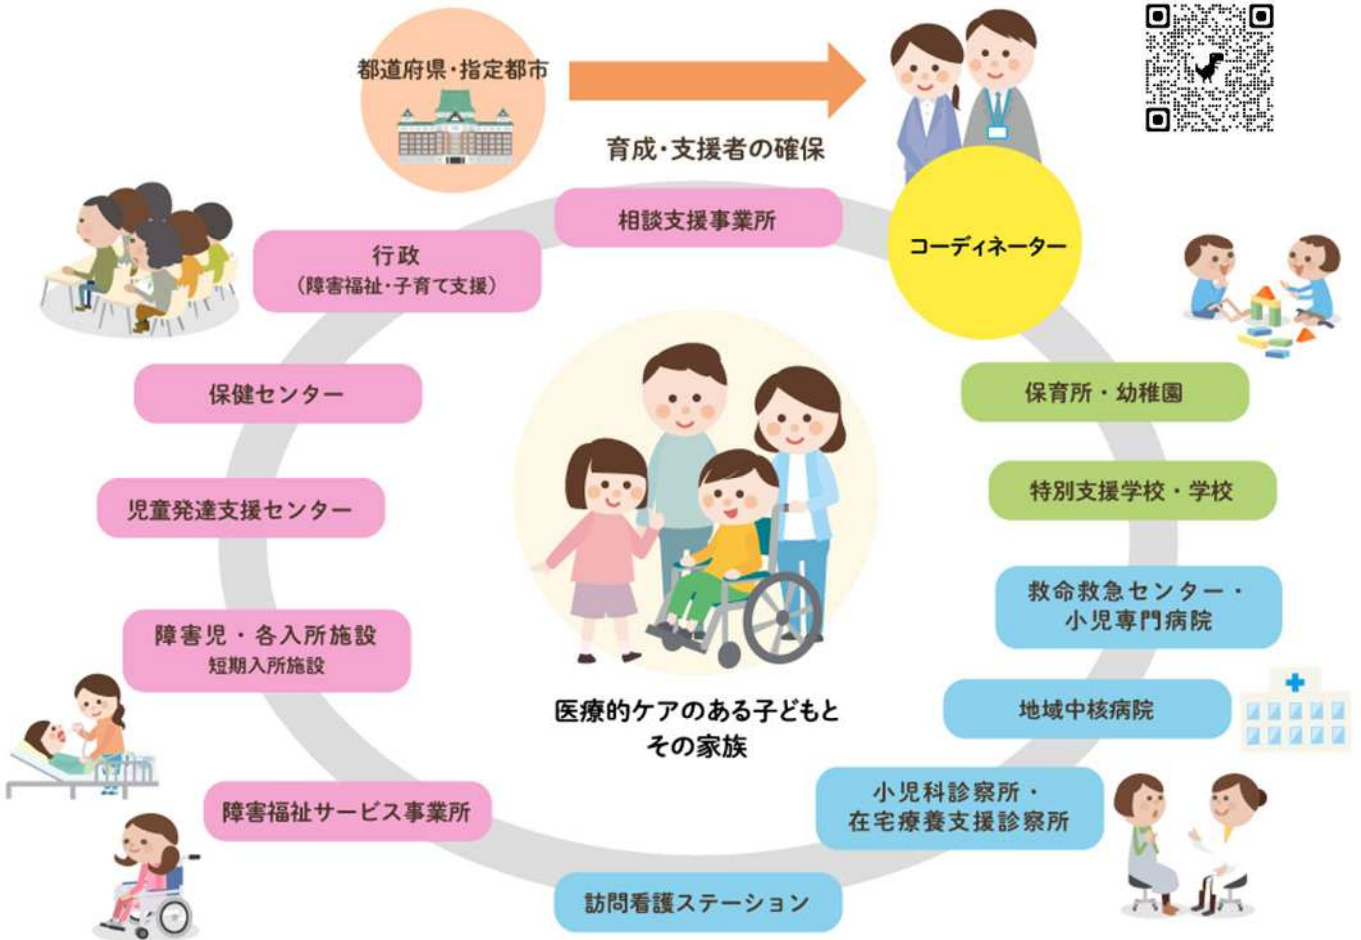 都道府県・指定都市
育成・支援者の確保
相談支援事業所
コーディネーター
行政
（障害福祉・子育て支援）
保健センター
児童発達支援センター
障害児・各入所施設
短期入所施設
障害福祉サービス事業所
保育所・幼稚園
特別支援学校・学校
救命救急センター・
小児専門病院
地域中核病院
小児科診察所・
在宅療養支援診察所
訪問看護ステーション
医療的ケアのある子どもと
その家族